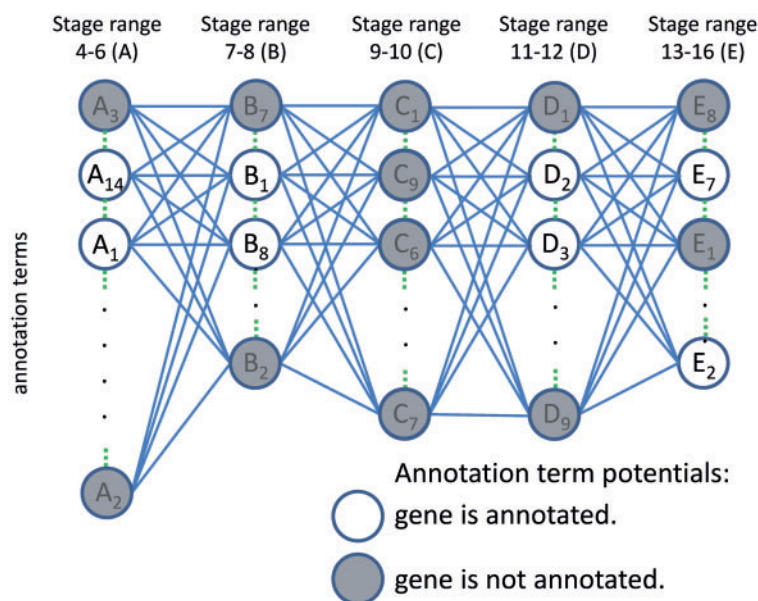 Stage range Stage range Stage range Stage range Stage range
4-6 (A) 7-8 (B) 9-10 (C) 11-12 (D) 13-16 (E)
A3 B7 C1 D1 E8
A14 B1 C9 D2 E7
A1 B8 C6 D3 E1
annotation terms
B2 E2
C7 D9
A2
Annotation term potentials:
gene is annotated.
gene is not annotated.